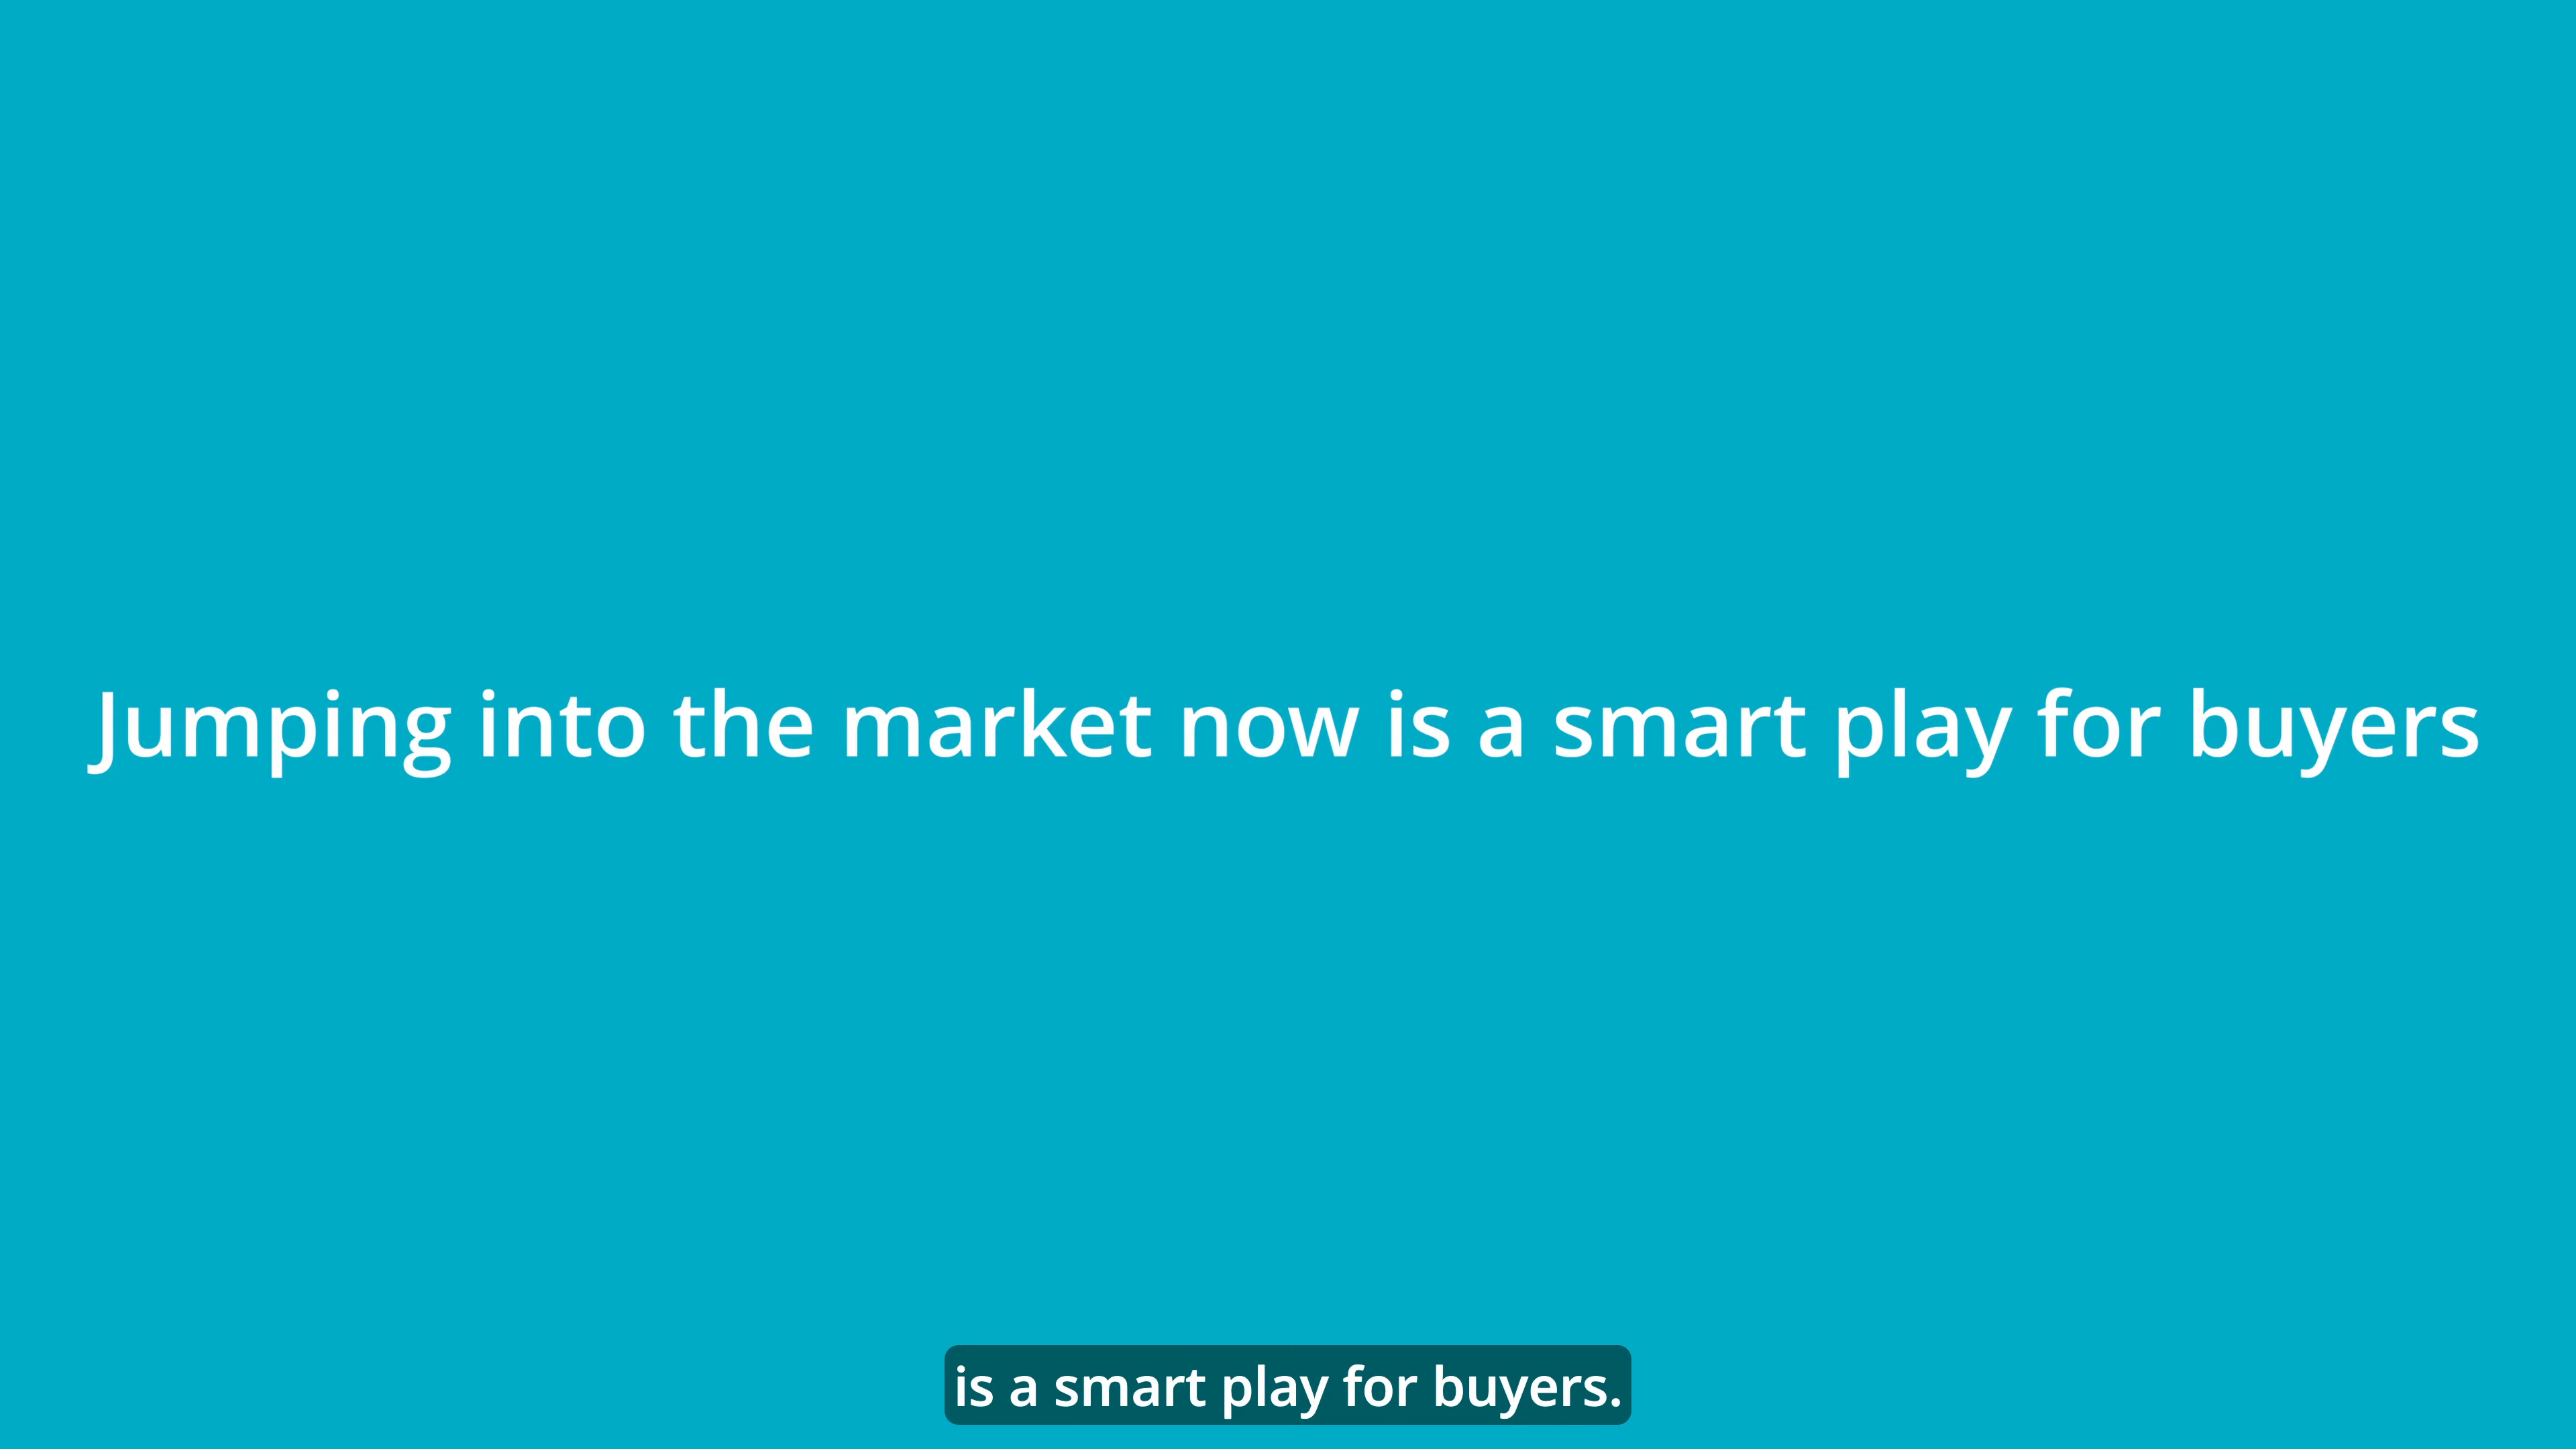 Jumping into the market now is a smart play for buyers
is a smart play for buyers.